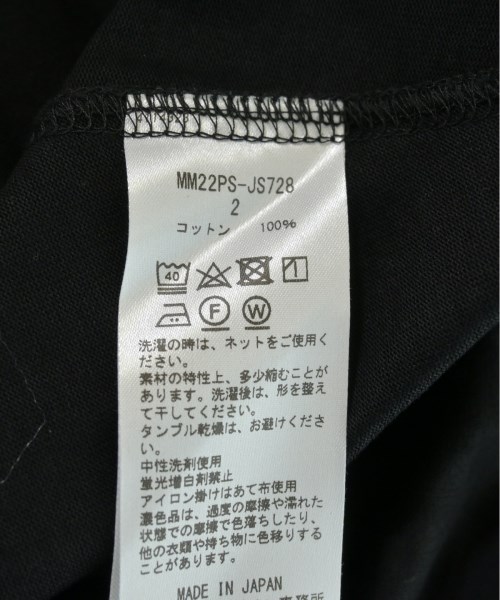 MM22PS-JS728
2
コットン 100%
40
F W
洗濯の時は、ネットをご使用く
ださい。
素材の特性上、多少縮むことが
あります。洗濯後は、形を整え
て干してください。
タンブル乾燥は、お避けくださ
い。
中性洗剤使用
蛍光増白剤禁止
アイロン掛けはあて布使用
濃色品は、過度の摩擦や濡れた
状態での摩擦で色落ちしたり、
他の衣類や持ち物に色移りする
ことがあります。
MADE IN JAPAN